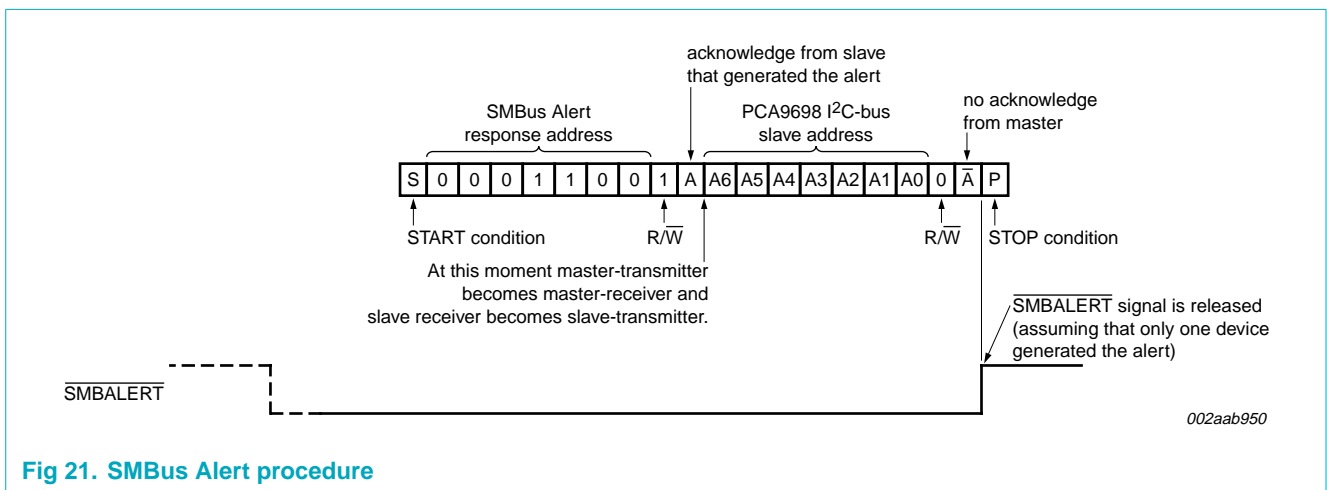 acknowledge from slave
that generated the alert
SMBus Alert
response address
PCA9698 I²C-bus
slave address
no acknowledge
from master
S 0 0 0 1 1 0 0 1 A A6 A5 A4 A3 A2 A1 A0 0 A̅ P
START condition
R/W̅
R/W̅
STOP condition
At this moment master-transmitter
becomes master-receiver and
slave receiver becomes slave-transmitter.
S̅M̅B̅A̅L̅E̅R̅T̅ signal is released
(assuming that only one device
generated the alert)
S̅M̅B̅A̅L̅E̅R̅T̅
002aab950
Fig 21. SMBus Alert procedure